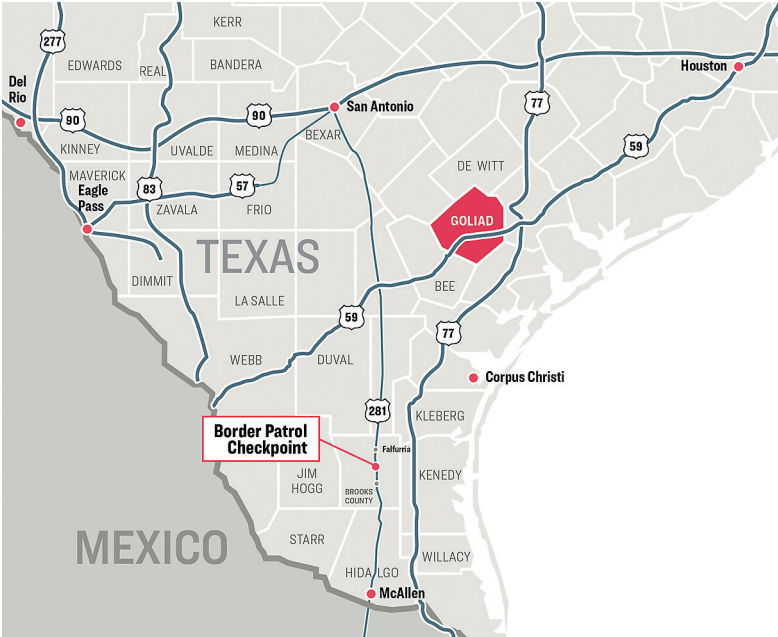 KERR
277
EDWARDS
REAL
BANDERA
Houston
Del
Rio
77
90
90
San Antonio
BEXAR
59
KINNEY
UVALDE
MEDINA
DE WITT
MAVERICK
Eagle
Pass
83
57
ZAVALA
FRIO
GOLIAD
TEXAS
DIMMIT
BEE
LA SALLE
59
77
WEBB
DUVAL
Corpus Christi
281
KLEBERG
Border Patrol
Checkpoint
Falfurria
JIM
HOGG
KENEDY
BROOKS
COUNTY
STARR
MEXICO
WILLACY
HIDALGO
McAllen